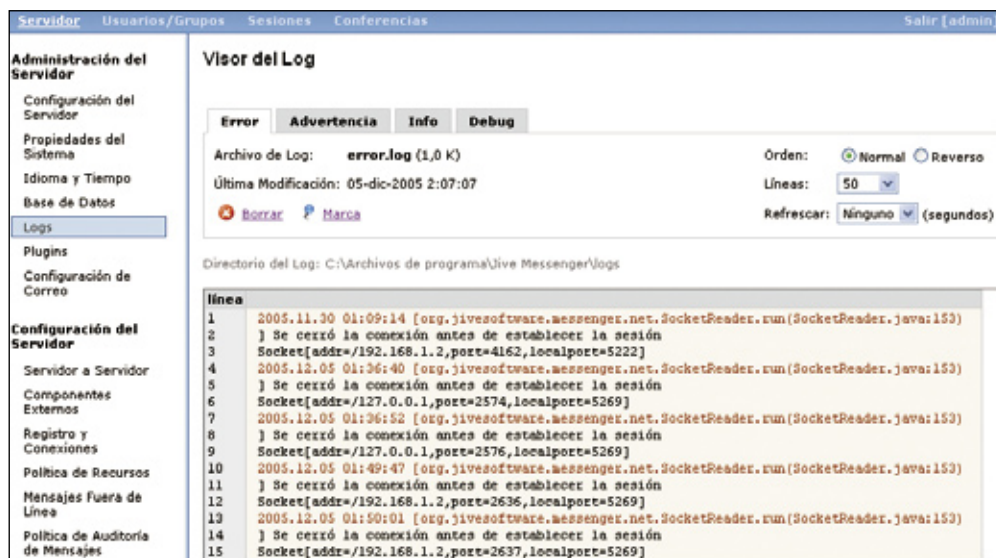 Servidor Usuarios/Grupos Sesiones Conferencias Salir [admin]
Administración del
Servidor
Configuración del
Servidor
Propiedades del
Sistema
Idioma y Tiempo
Base de Datos
Logs
Plugins
Configuración de
Correo
Configuración del
Servidor
Servidor a Servidor
Componentes
Externos
Registro y
Conexiones
Política de Recursos
Mensajes Fuera de
Línea
Política de Auditoría
de Mensajes
Visor del Log
Error Advertencia Info Debug
Archivo de Log: error.log (1,0 K)
Última Modificación: 05-dic-2005 2:07:07
Borrar Marca
Orden: Normal Reverso
Líneas: 50
Refrescar: Ninguno (segundos)
Directorio del Log: C:\Archivos de programa\Jive Messenger\logs
línea
1 2005.11.30 01:09:14 [org.jivesoftware.messenger.net.SocketReader.run(SocketReader.java:153)
2 ] Se cerró la conexión antes de establecer la sesión
3 Socket[addr=/192.168.1.2,port=4162,localport=5222]
4 2005.12.05 01:36:40 [org.jivesoftware.messenger.net.SocketReader.run(SocketReader.java:153)
5 ] Se cerró la conexión antes de establecer la sesión
6 Socket[addr=/127.0.0.1,port=2574,localport=5269]
7 2005.12.05 01:36:52 [org.jivesoftware.messenger.net.SocketReader.run(SocketReader.java:153)
8 ] Se cerró la conexión antes de establecer la sesión
9 Socket[addr=/127.0.0.1,port=2576,localport=5269]
10 2005.12.05 01:49:47 [org.jivesoftware.messenger.net.SocketReader.run(SocketReader.java:153)
11 ] Se cerró la conexión antes de establecer la sesión
12 Socket[addr=/192.168.1.2,port=2636,localport=5269]
13 2005.12.05 01:50:01 [org.jivesoftware.messenger.net.SocketReader.run(SocketReader.java:153)
14 ] Se cerró la conexión antes de establecer la sesión
15 Socket[addr=/192.168.1.2,port=2637,localport=5269]